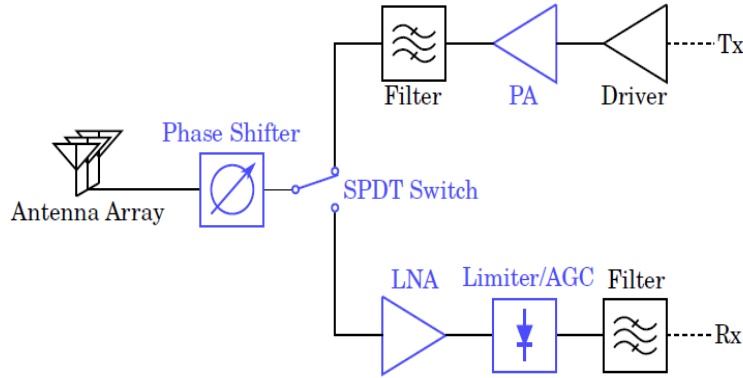 Tx
Filter
PA
Driver
Phase Shifter
SPDT Switch
Antenna Array
LNA
Limiter/AGC
Filter
Rx